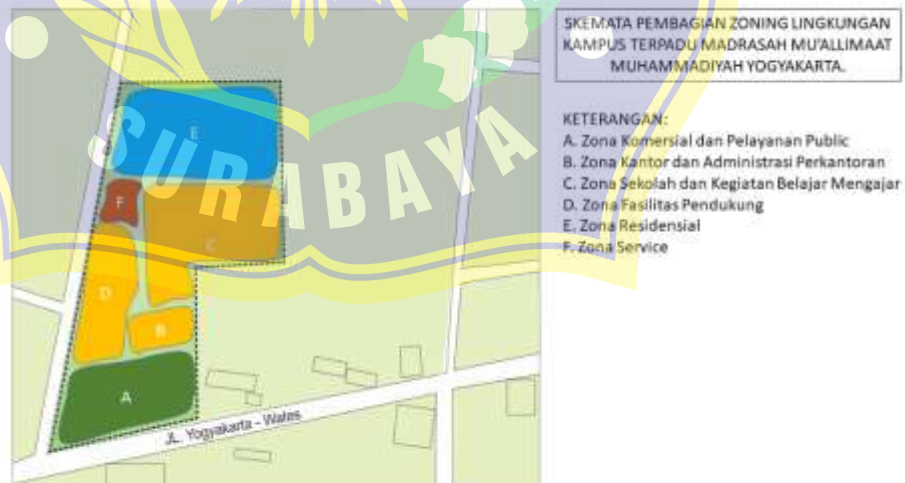 SKEMATA PEMBAGIAN ZONING LINGKUNGAN
KAMPUS TERPADU MADRASAH MU'ALLIMAAT
MUHAMMADIYAH YOGYAKARTA.
KETERANGAN:
A. Zona Komersial dan Pelayanan Public
B. Zona Kantor dan Administrasi Perkantoran
C. Zona Sekolah dan Kegiatan Belajar Mengajar
D. Zona Fasilitas Pendukung
E. Zona Residensial
F. Zona Service
E
F
C
D
B
A
JL. Yogyakarta - Wates
SURABAYA